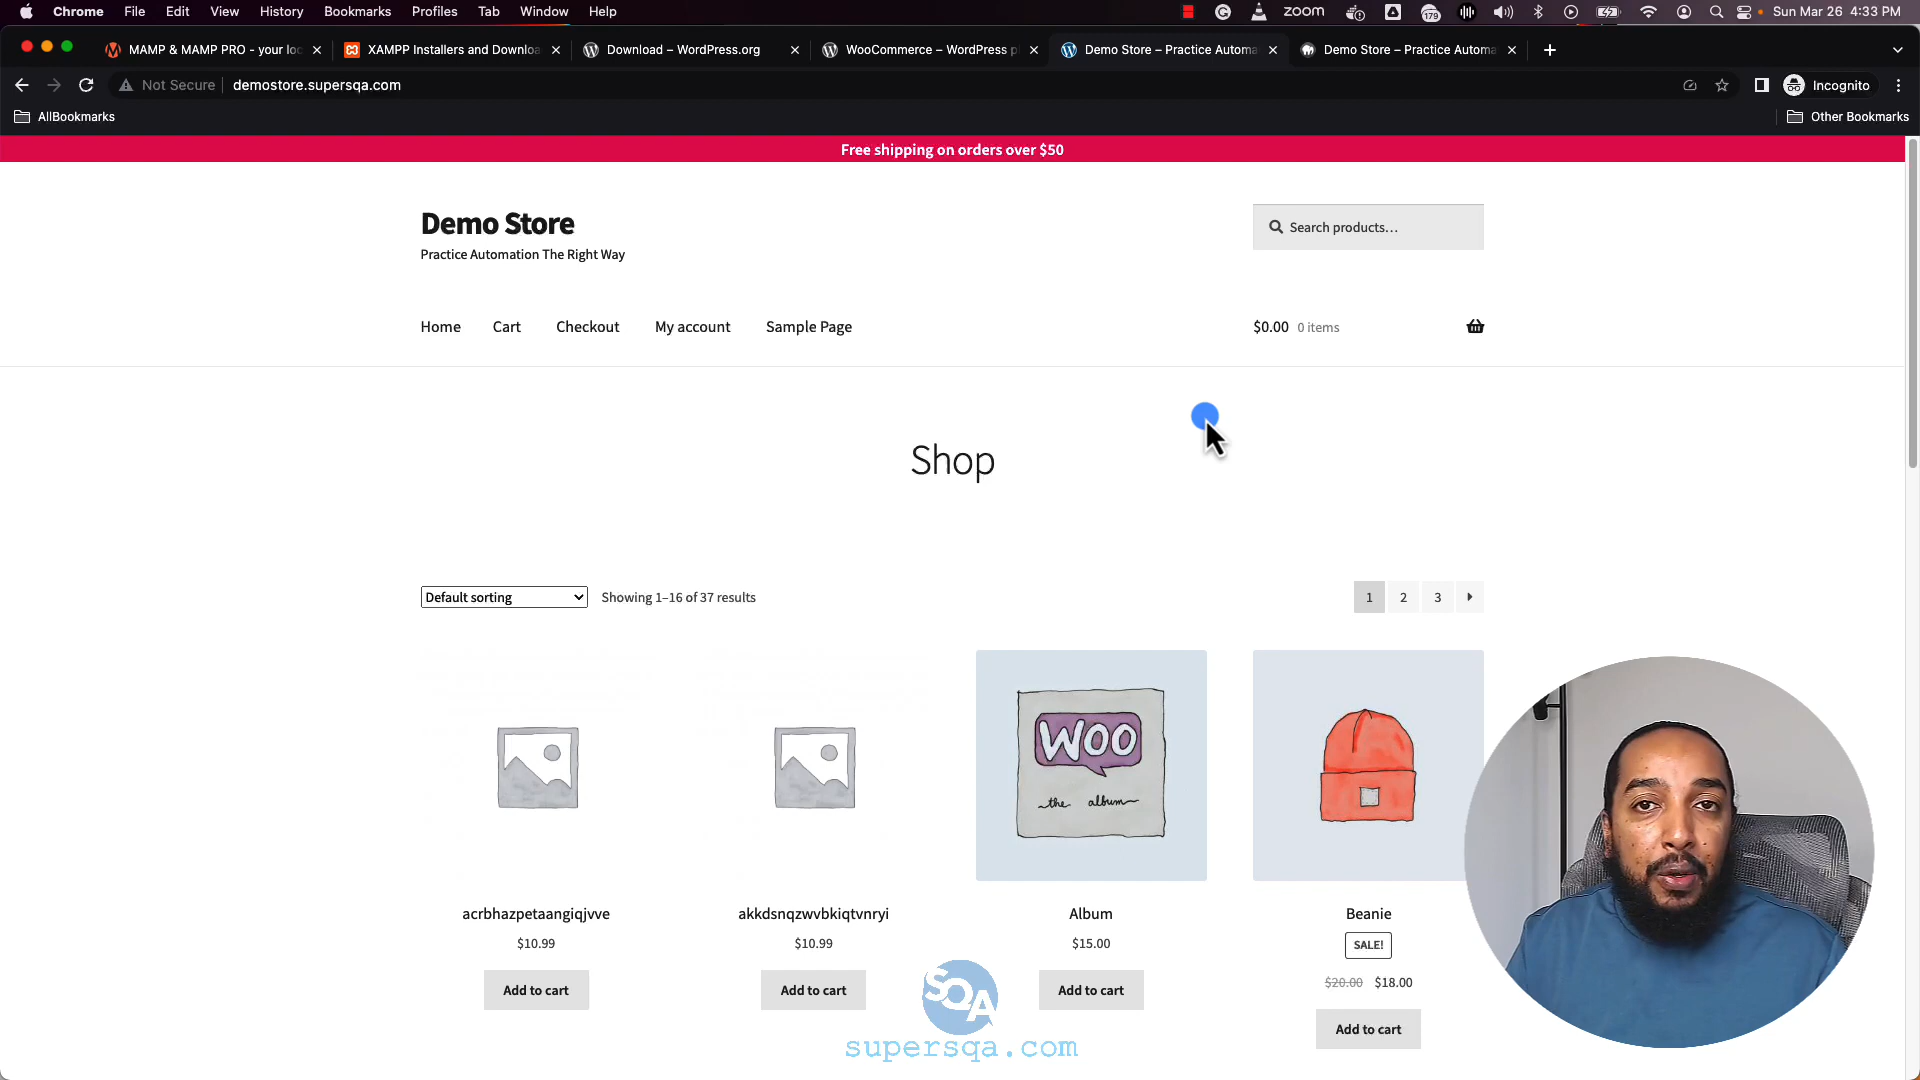 Chrome File Edit View History Bookmarks Profiles Tab Window Help zoom 179 Sun Mar 26 4:33 PM
MAMP & MAMP PRO - your loc XAMPP Installers and Downloa Download – WordPress.org WooCommerce – WordPress p Demo Store – Practice Automa Demo Store – Practice Automa
Not Secure demostore.supersqa.com Incognito
AllBookmarks Other Bookmarks
Free shipping on orders over $50
Demo Store
Practice Automation The Right Way
Search products…
Home Cart Checkout My account Sample Page $0.00 0 items
Shop
Default sorting Showing 1–16 of 37 results 1 2 3
WOO
the album
acrbhazpetaangiqjvve akkdsnqzwvbkiqtvnryi Album Beanie
$10.99 $10.99 $15.00 SALE!
$20.00 $18.00
Add to cart Add to cart Add to cart
Add to cart
SQA
supersqa.com